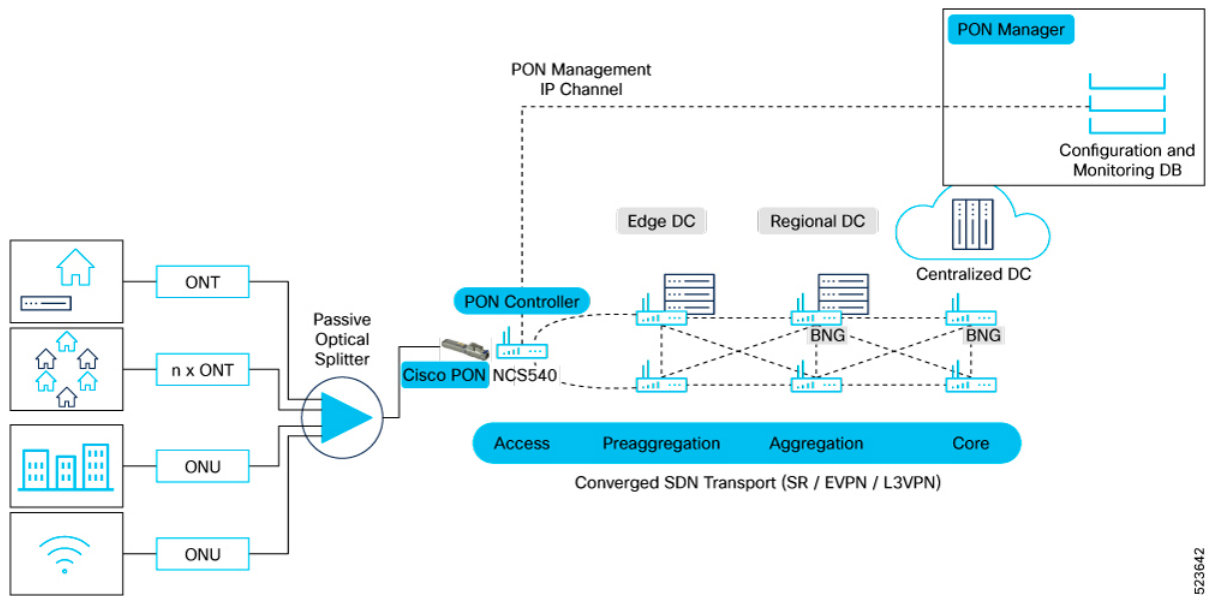 PON Manager
PON Management
IP Channel
Configuration and
Monitoring DB
Edge DC
Regional DC
Centralized DC
ONT
PON Controller
Passive
Optical
Splitter
BNG
BNG
n x ONT
Cisco PON
NCS540
ONU
Access
Preaggregation
Aggregation
Core
Converged SDN Transport (SR / EVPN / L3VPN)
ONU
523642